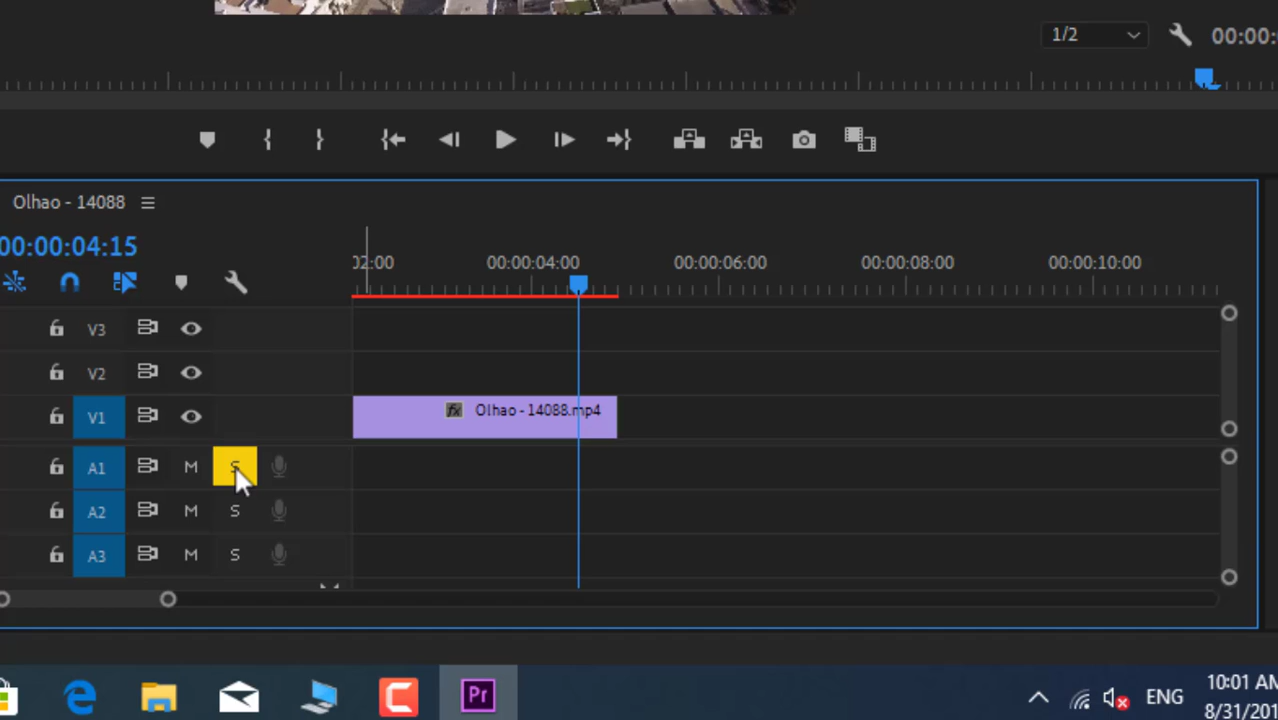 1/2
00:00:
Olhao - 14088
00:00:04:15
02:00 00:00:04:00 00:00:06:00 00:00:08:00 00:00:10:00
V3
V2
V1 fx Olhao - 14088.mp4
A1 M S
A2 M S
A3 M S
Pr
ENG
10:01 AM
8/31/201